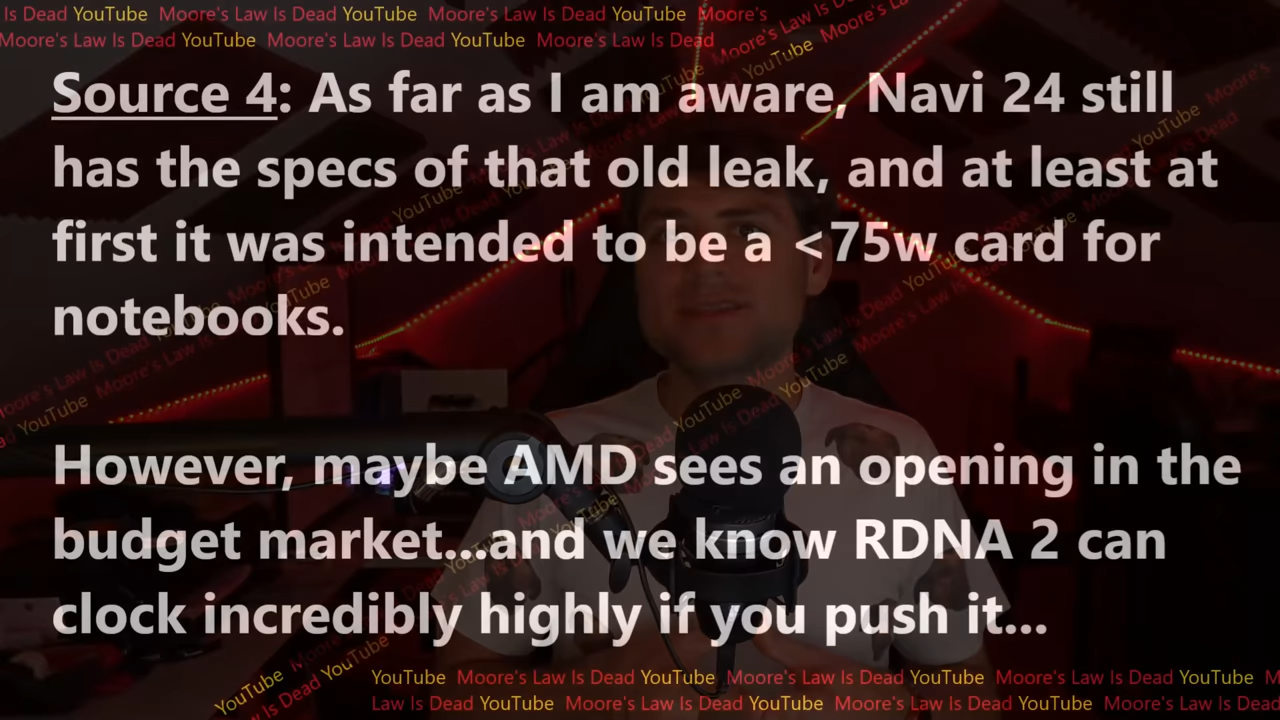 Is Dead YouTube Moore's Law Is Dead YouTube Moore's Law Is Dead YouTube Moore's
Moore's Law Is Dead YouTube Moore's Law Is Dead YouTube Moore's Law Is Dead
Source 4: As far as I am aware, Navi 24 still
has the specs of that old leak, and at least at
first it was intended to be a <75w card for
notebooks.
However, maybe AMD sees an opening in the
budget market...and we know RDNA 2 can
clock incredibly highly if you push it...
YouTube Moore's Law Is Dead YouTube Moore's Law Is Dead YouTube Moore's Law Is Dead YouTube
Law Is Dead YouTube Moore's Law Is Dead YouTube Moore's Law Is Dead YouTube Moore's Law Is Dead